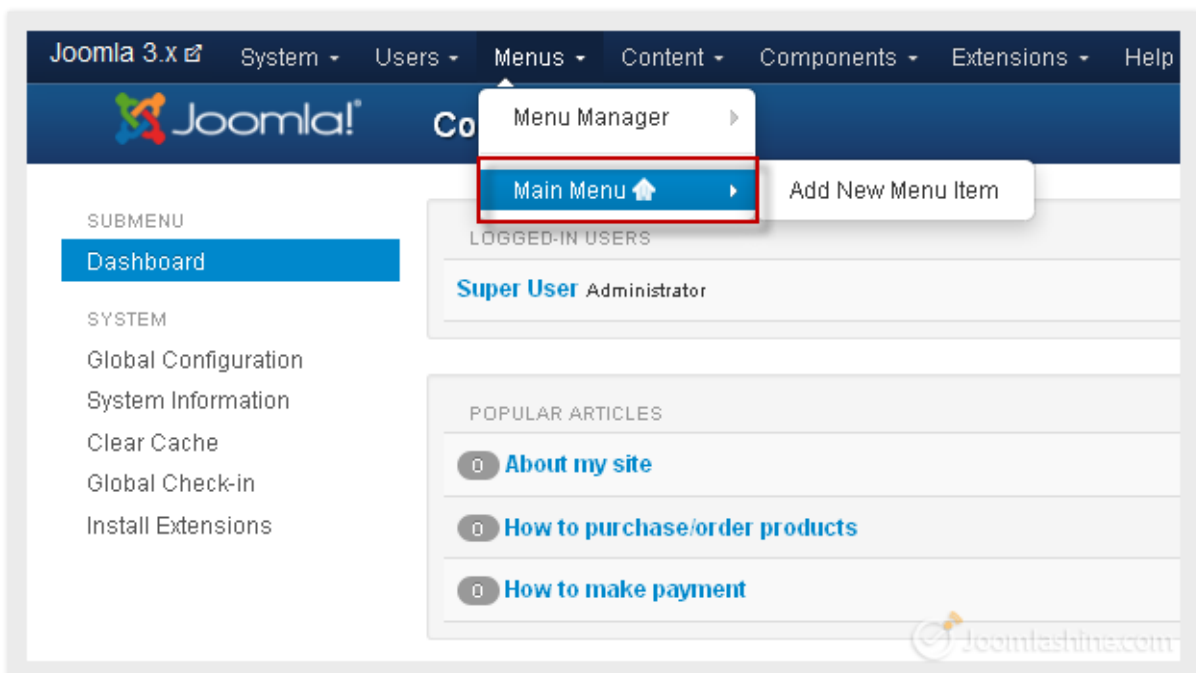 Joomla 3.x System Users Menus Content Components Extensions Help
Joomla!® Co
Menu Manager
Main Menu Add New Menu Item
SUBMENU
Dashboard
SYSTEM
Global Configuration
System Information
Clear Cache
Global Check-in
Install Extensions
LOGGED-IN USERS
Super User Administrator
POPULAR ARTICLES
0 About my site
0 How to purchase/order products
0 How to make payment
Joomlashine.com